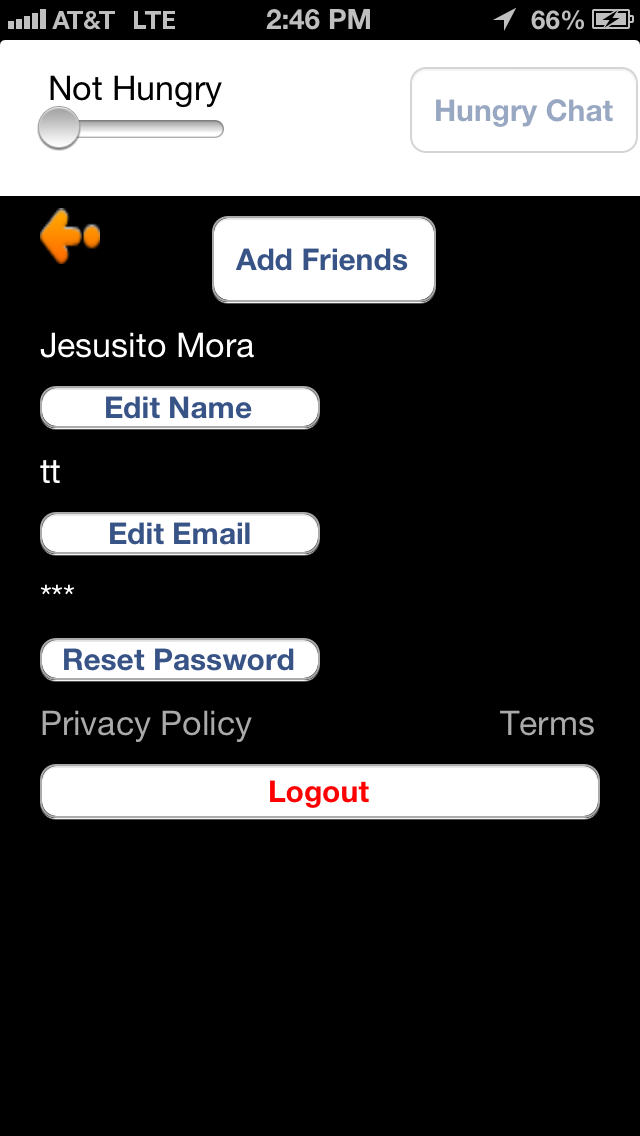 AT&T LTE 2:46 PM 66%
Not Hungry
Hungry Chat
Add Friends
Jesusito Mora
Edit Name
tt
Edit Email
***
Reset Password
Privacy Policy Terms
Logout